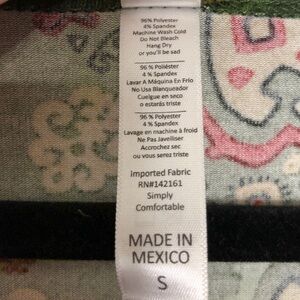 96% Polyester
4% Spandex
Machine Wash Cold
Do Not Bleach
Hang Dry
or you'll be sad
96 % Poliéster
4 % Spandex
Lavar A Máquina En Frío
No Usa Blanqueador
Cuelgue en seco
o estarás triste
96 % Polyester
4 % Spandex
Lavage en machine à froid
Ne Pas Javelliser
Accrochez sec
ou vous serez triste
Imported Fabric
RN#142161
Simply
Comfortable
MADE IN
MEXICO
S